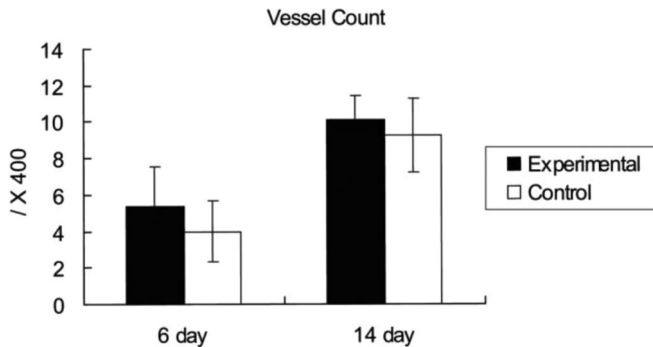 Vessel Count
14
12
10
8
6
4
2
0
/ X 400
6 day
14 day
Experimental
Control